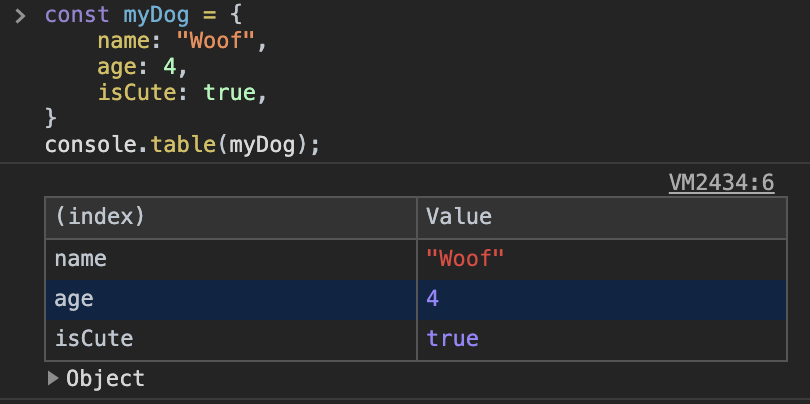 const myDog = {
name: "Woof",
age: 4,
isCute: true,
}
console.table(myDog);
VM2434:6
(index) Value
name "Woof"
age 4
isCute true
Object